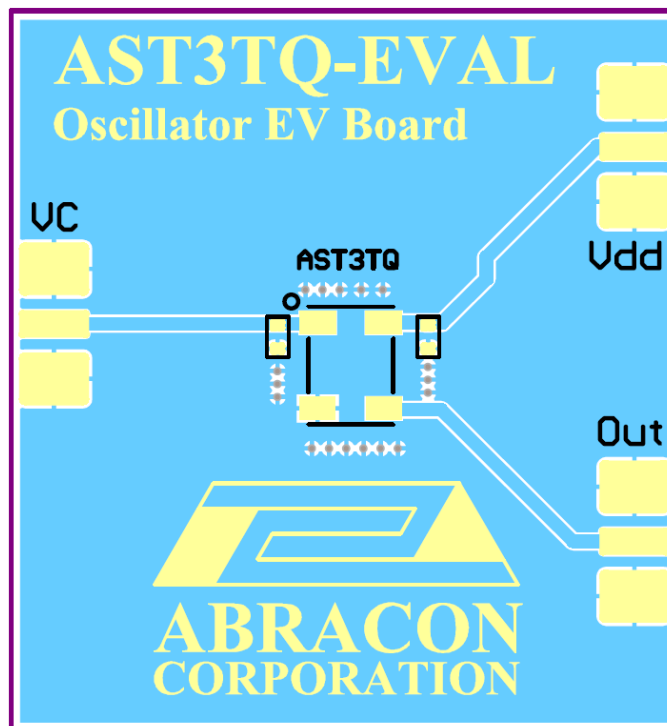 AST3TQ-EVAL
Oscillator EV Board
VC
Vdd
AST3TQ
Out
ABRACON
CORPORATION